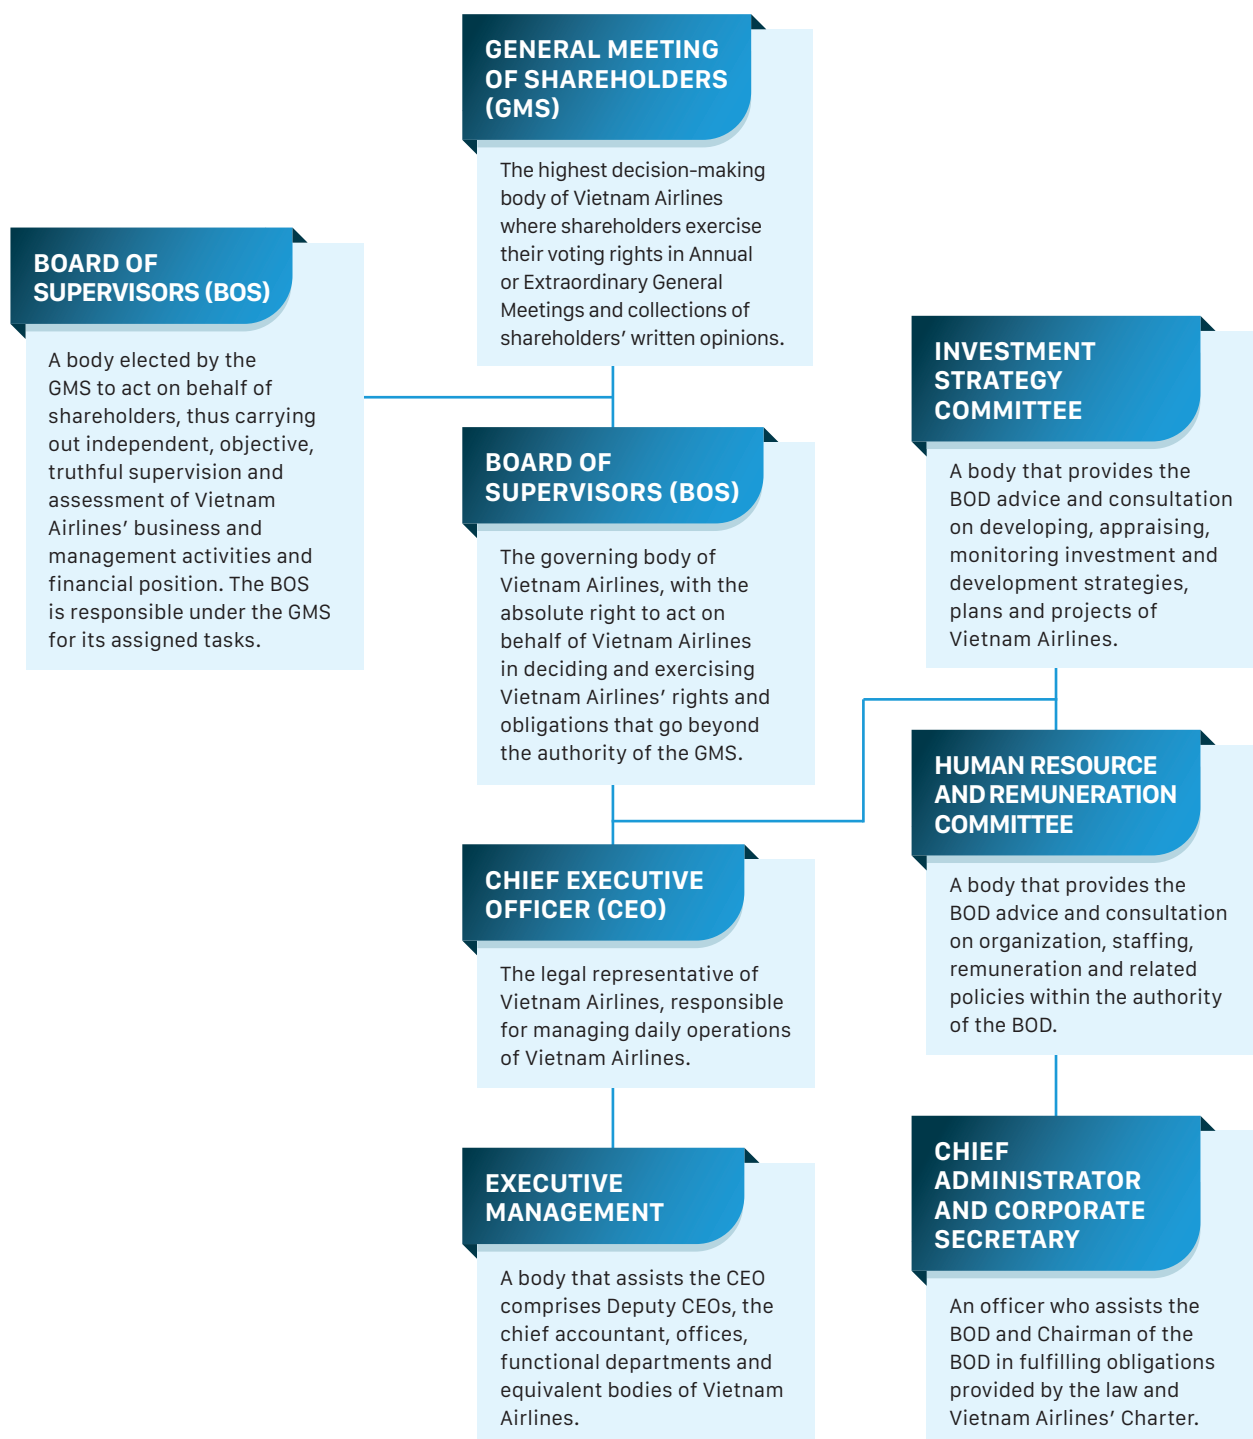 GENERAL MEETING
OF SHAREHOLDERS
(GMS)
The highest decision-making
body of Vietnam Airlines
where shareholders exercise
their voting rights in Annual
or Extraordinary General
Meetings and collections of
shareholders’ written opinions.
BOARD OF
SUPERVISORS (BOS)
A body elected by the
GMS to act on behalf of
shareholders, thus carrying
out independent, objective,
truthful supervision and
assessment of Vietnam
Airlines’ business and
management activities and
financial position. The BOS
is responsible under the GMS
for its assigned tasks.
BOARD OF
SUPERVISORS (BOS)
The governing body of
Vietnam Airlines, with the
absolute right to act on
behalf of Vietnam Airlines
in deciding and exercising
Vietnam Airlines’ rights and
obligations that go beyond
the authority of the GMS.
INVESTMENT
STRATEGY
COMMITTEE
A body that provides the
BOD advice and consultation
on developing, appraising,
monitoring investment and
development strategies,
plans and projects of
Vietnam Airlines.
HUMAN RESOURCE
AND REMUNERATION
COMMITTEE
A body that provides the
BOD advice and consultation
on organization, staffing,
remuneration and related
policies within the authority
of the BOD.
CHIEF EXECUTIVE
OFFICER (CEO)
The legal representative of
Vietnam Airlines, responsible
for managing daily operations
of Vietnam Airlines.
EXECUTIVE
MANAGEMENT
A body that assists the CEO
comprises Deputy CEOs, the
chief accountant, offices,
functional departments and
equivalent bodies of Vietnam
Airlines.
CHIEF
ADMINISTRATOR
AND CORPORATE
SECRETARY
An officer who assists the
BOD and Chairman of the
BOD in fulfilling obligations
provided by the law and
Vietnam Airlines’ Charter.